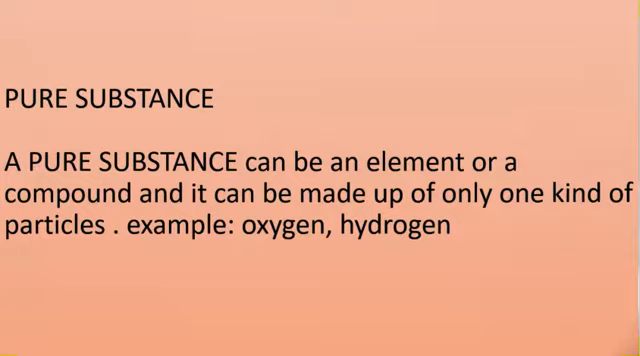 PURE SUBSTANCE
A PURE SUBSTANCE can be an element or a
compound and it can be made up of only one kind of
particles . example: oxygen, hydrogen